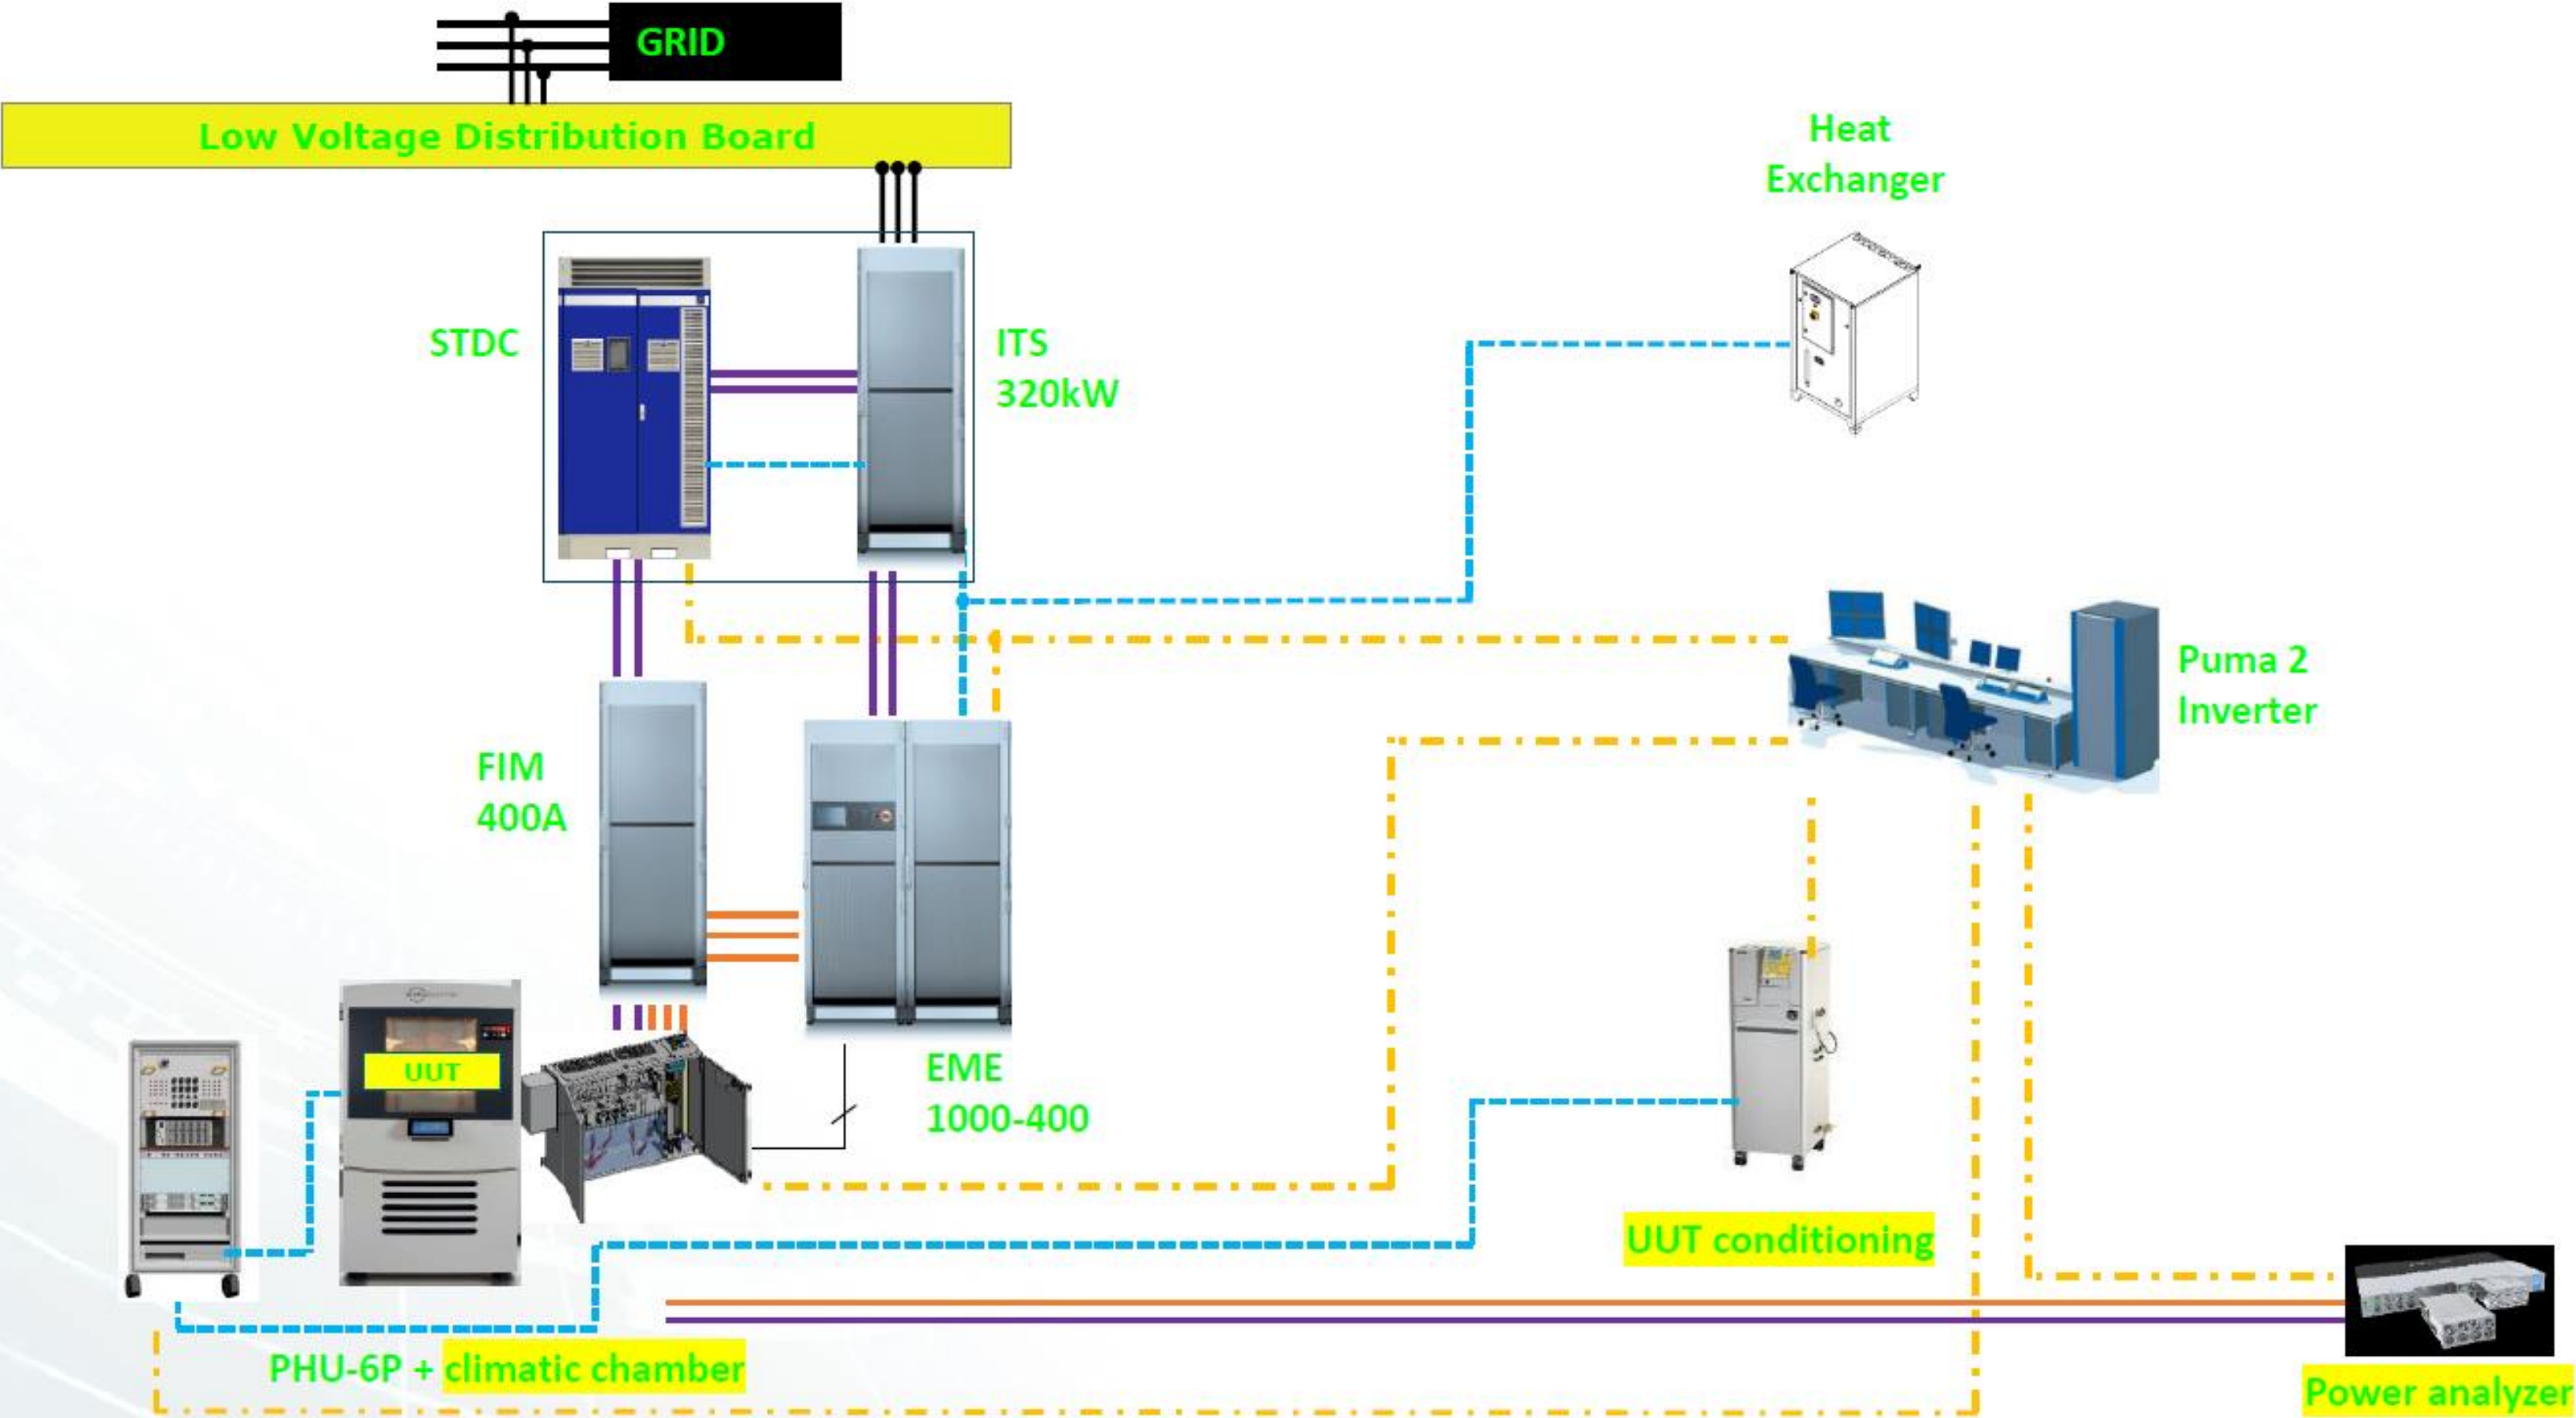 GRID
Low Voltage Distribution Board
Heat
Exchanger
STDC
ITS
320kW
Puma 2
Inverter
FIM
400A
UUT
EME
1000-400
UUT conditioning
PHU-6P + climatic chamber
Power analyzer